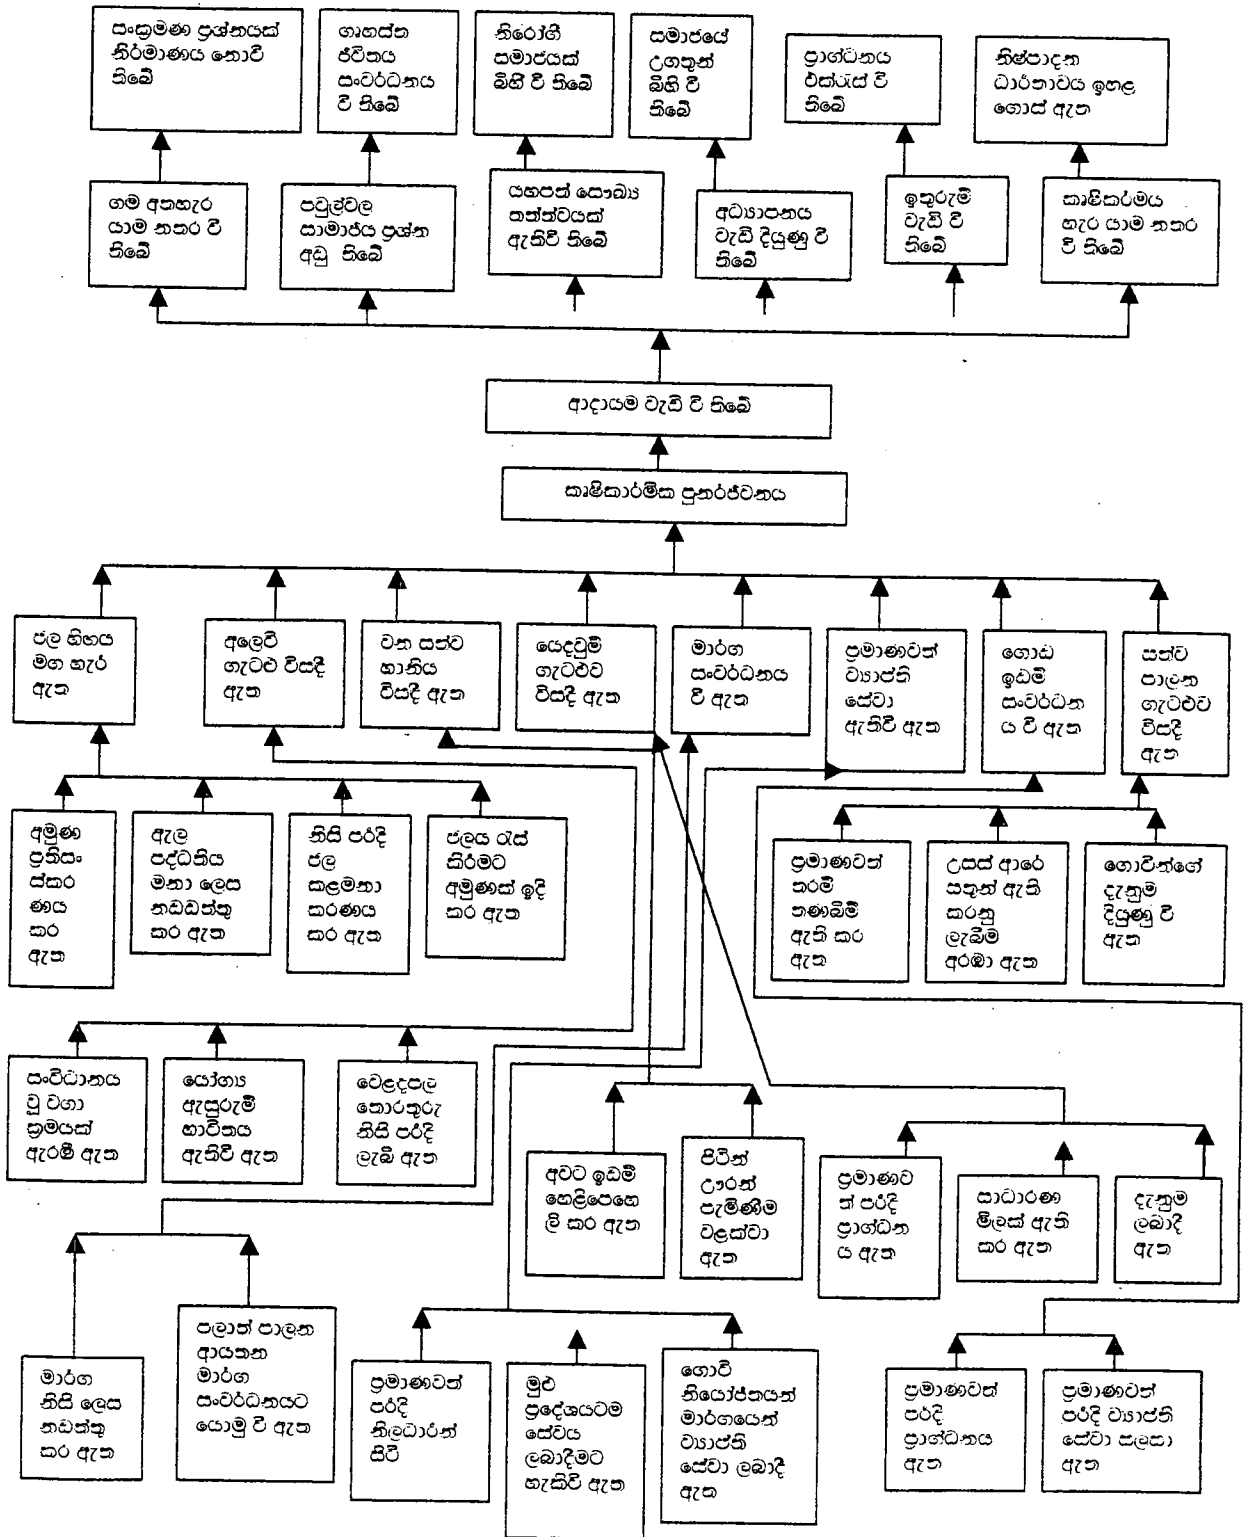 සංක්‍රමණ ප්‍රශ්නයක්
නිර්මාණය නොවී
තිබේ
ගෘහස්ත
ජීවිතය
සංවර්ධනය
වී තිබේ
නිරෝගී
සමාජයක්
බිහි වී තිබේ
සමාජයේ
උගතුන්
බිහි වී
තිබේ
ප්‍රාග්ධනය
එක්රැස් වී
තිබේ
නිෂ්පාදන
ධාරිතාවය ඉහළ
ගොස් ඇත
ගම අතහැර
යාම නතර වී
තිබේ
පවුල්වල
සාමාජය ප්‍රශ්න
අඩු තිබේ
යහපත් සෞඛ්‍ය
තත්ත්වයක්
ඇතිවී තිබේ
අධ්‍යාපනය
වැඩි දියුණු වී
තිබේ
ඉතුරුම්
වැඩි වී
තිබේ
කෘෂිකර්මය
හැර යාම නතර
වී තිබේ
ආදායම වැඩි වී තිබේ
කෘෂිකාර්මික පුනර්ජීවනය
ජල හිඟය
මග හැර
ඇත
අලෙවි
ගැටළු විසදී
ඇත
වන සත්ව
හානිය
විසදී ඇත
යෙදවුම්
ගැටළුව
විසදී ඇත
මාර්ග
සංවර්ධනය
වී ඇත
ප්‍රමාණවත්
ව්‍යාප්ති
සේවා
ඇතිවී ඇත
ගොඩ
ඉඩම්
සංවර්ධන
ය වී ඇත
සත්ව
පාලන
ගැටළුව
විසදී
ඇත
අමුණ
ප්‍රතිසං
ස්කර
ණය
කර
ඇත
ඇල
පද්ධතිය
මනා ලෙස
නඩඩත්තු
කර ඇත
නිසි පරිදි
ජල
කළමනා
කරණය
කර ඇත
ජලය රැස්
කිරීමට
අමුණක් ඉදි
කර ඇත
ප්‍රමාණවත්
තරම්
තණබිම්
ඇති කර
ඇත
උසස් ආරේ
සතුන් ඇති
කරනු
ලැබීම
අරඹා ඇත
ගොවීන්ගේ
දැනුම
දියුණු වී
ඇත
සංවිධානය
වූ වගා
ක්‍රමයක්
ඇරඹී ඇත
යෝග්‍ය
ඇසුරුම්
භාවිතය
ඇතිවී ඇත
වෙළදපල
තොරතුරු
නිසි පරිදි
ලැබී ඇත
අවට ඉඩම්
හෙළිපෙහෙ
ලි කර ඇත
පිටින්
ඌරන්
පැමිණීම
වළක්වා
ඇත
ප්‍රමාණව
ත් පරිදි
ප්‍රාග්ධන
ය ඇත
සාධාරණ
මිලක් ඇති
කර ඇත
දැනුම
ලබාදී
ඇත
මාර්ග
නිසි ලෙස
නඩත්තු
කර ඇත
පලාත් පාලන
ආයතන
මාර්ග
සංවර්ධනයට
යොමු වී ඇත
ප්‍රමාණවත්
පරිදි
නිලධාරීන්
සිටී
මුළු
ප්‍රදේශයටම
සේවය
ලබාදීමට
හැකිවී ඇත
ගොවි
නියෝජිතයන්
මාර්ගයෙන්
ව්‍යාප්ති
සේවා ලබාදී
ඇත
ප්‍රමාණවත්
පරිදි
ප්‍රාග්ධනය
ඇත
ප්‍රමාණවත්
පරිදි ව්‍යාප්ති
සේවා සලසා
ඇත